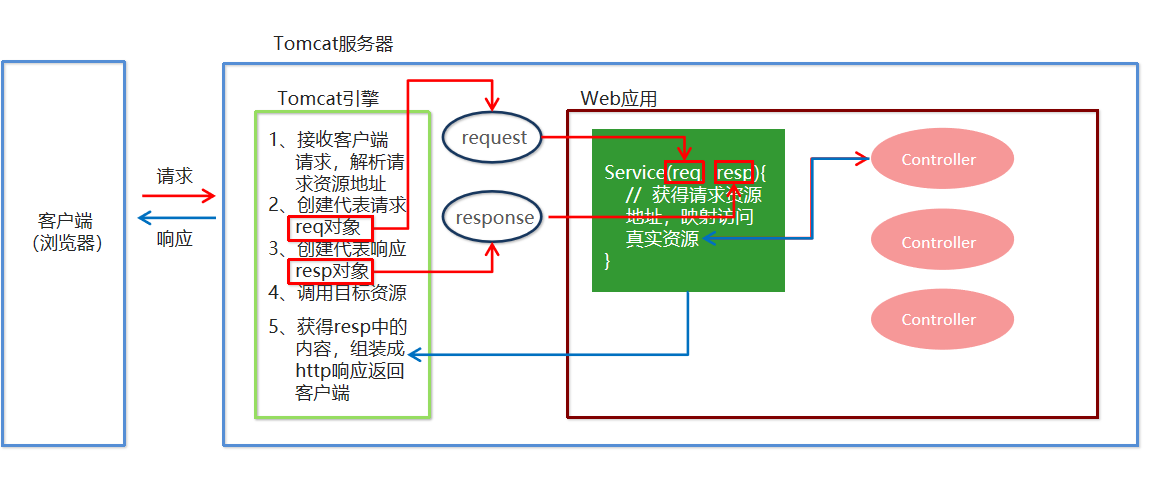 Tomcat服务器
客户端
（浏览器）
请求
响应
Tomcat引擎
1、接收客户端
请求，解析请
求资源地址
2、创建代表请求
req对象
3、创建代表响应
resp对象
4、调用目标资源
5、获得resp中的
内容，组装成
http响应返回
客户端
request
response
Web应用
Service(req resp){
// 获得请求资源
地址，映射访问
真实资源
}
Controller
Controller
Controller